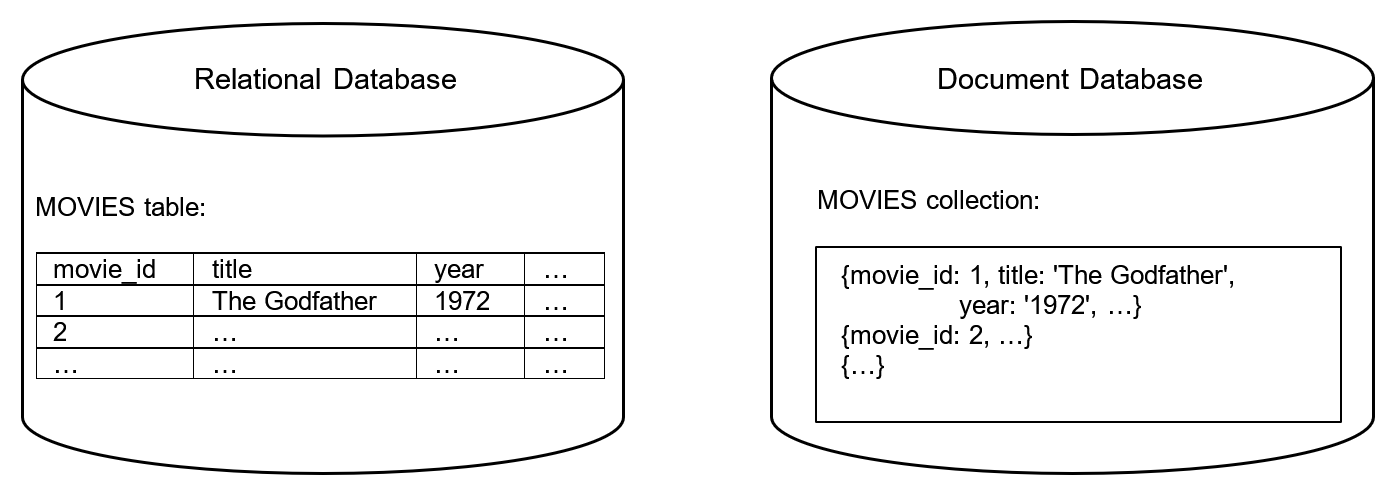 Relational Database
MOVIES table:
movie_id title year …
1 The Godfather 1972 …
2 … … …
… … … …
Document Database
MOVIES collection:
{movie_id: 1, title: 'The Godfather',
year: '1972', …}
{movie_id: 2, …}
{…}